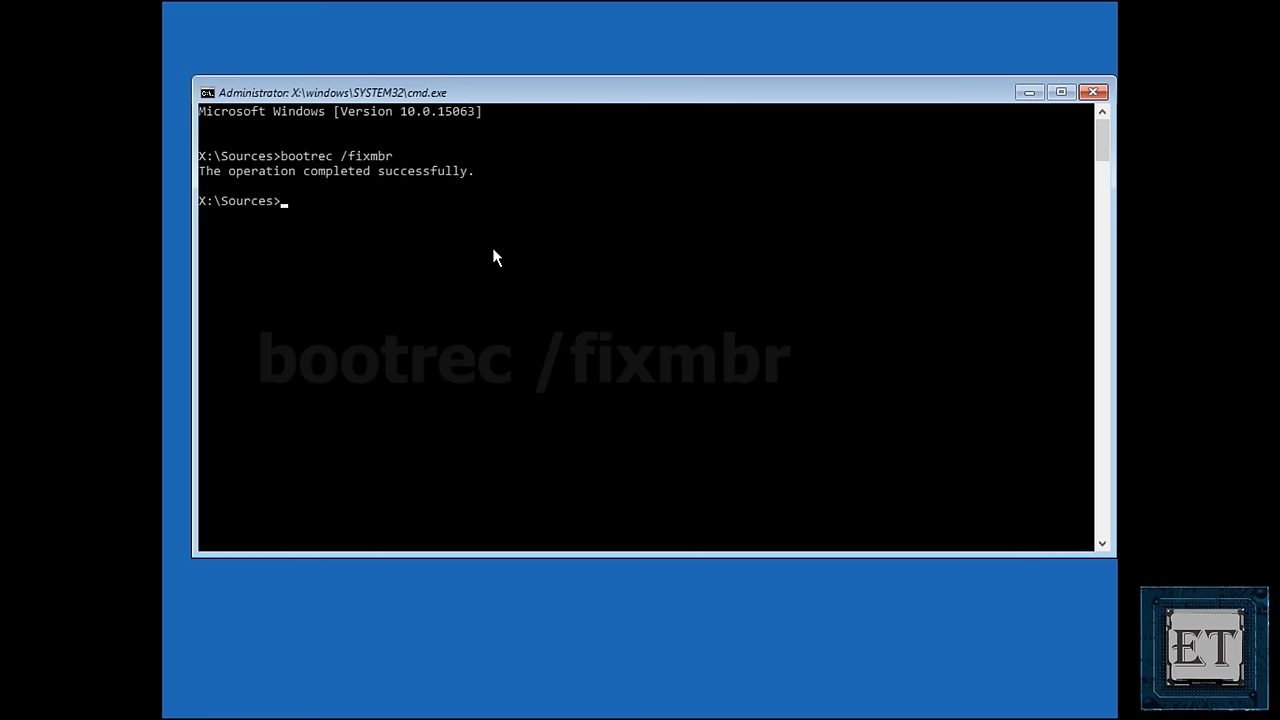 Administrator: X:\windows\SYSTEM32\cmd.exe
Microsoft Windows [Version 10.0.15063]
X:\Sources>bootrec /fixmbr
The operation completed successfully.
X:\Sources>
bootrec /fixmbr
ET